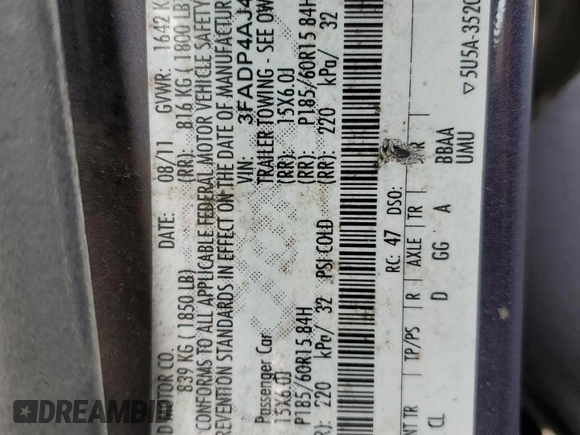 D MOTOR CO. DATE: 08/11 GVWR: 1642 K
839 KG (1850 LB) (RR): 816 KG (1800 LB
CONFORMS TO ALL APPLICABLE FEDERAL MOTOR VEHICLE SAFETY
REVENTION STANDARDS IN EFFECT ON THE DATE OF MANUFACTUR
VIN: 3FADP4AJ4
Passenger Car TRAILER TOWING - SEE OW
15X6.0J (RR): 15X6.0J
P185/60R15 84H (RR): P185/60R15 84H
220 kPa/ 32 PSI COLD (RR): 220 kPa/ 32
RC: 47 DSO:
NT TR TP/PS R AXLE TR
CL D GG A BBAA
UMU
▽5U5A-3520
DREAMBID